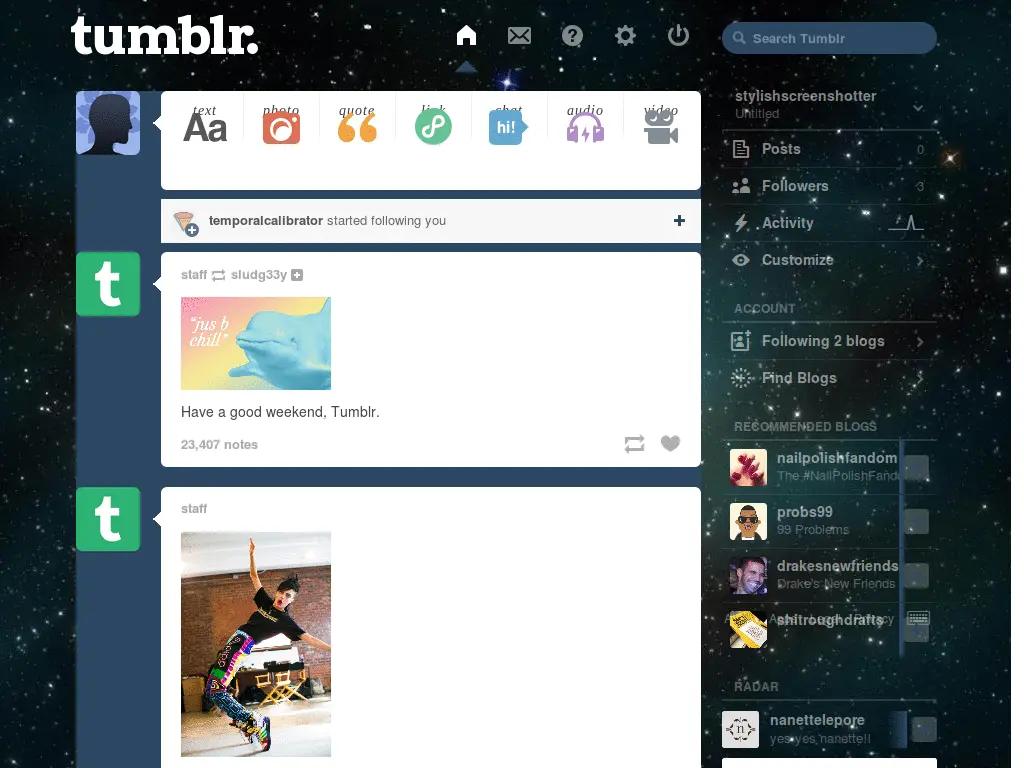 tumblr.
Search Tumblr
text photo quote link chat audio video
Aa
hi!
stylishscreenshotter
Untitled
temporalcalibrator started following you
staff sludg33y
"jus b
chill"
Have a good weekend, Tumblr.
23,407 notes
staff
Posts 0
Followers 3
Activity
Customize
ACCOUNT
Following 2 blogs
Find Blogs
RECOMMENDED BLOGS
nailpolishfandom
The #NailPolishFando
probs99
99 Problems
drakesnewfriends
Drake's New Friends
shitroughdrafts
Legal Privacy
RADAR
nanettelepore
yes yes nanette!!